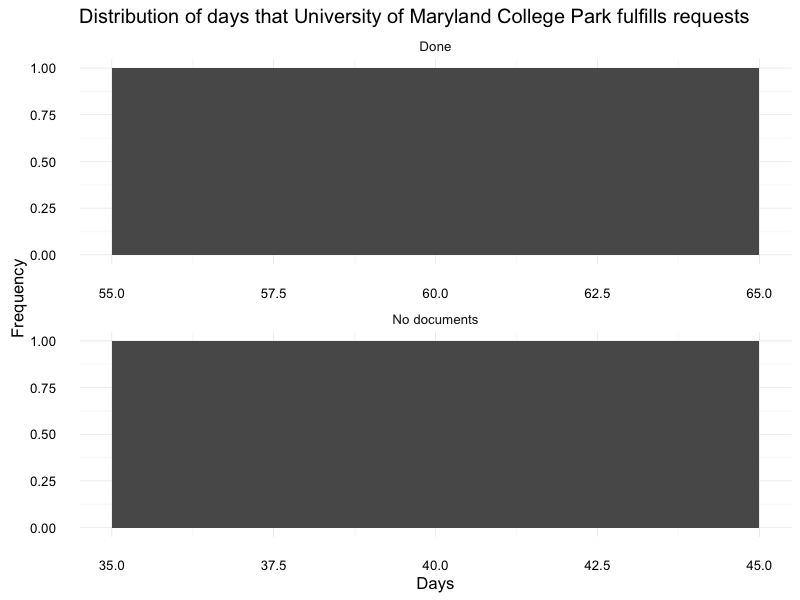 Distribution of days that University of Maryland College Park fulfills requests
Done
1.00
0.75
0.50
0.25
0.00
55.0 57.5 60.0 62.5 65.0
Frequency
No documents
1.00
0.75
0.50
0.25
0.00
35.0 37.5 40.0 42.5 45.0
Days